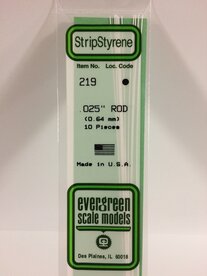 StripStyrene
Item No. Loc. Code
219
.025" ROD
(0.64 mm)
10 Pieces
Made in U.S.A.
evergreen
scale models
Des Plaines, IL 60018